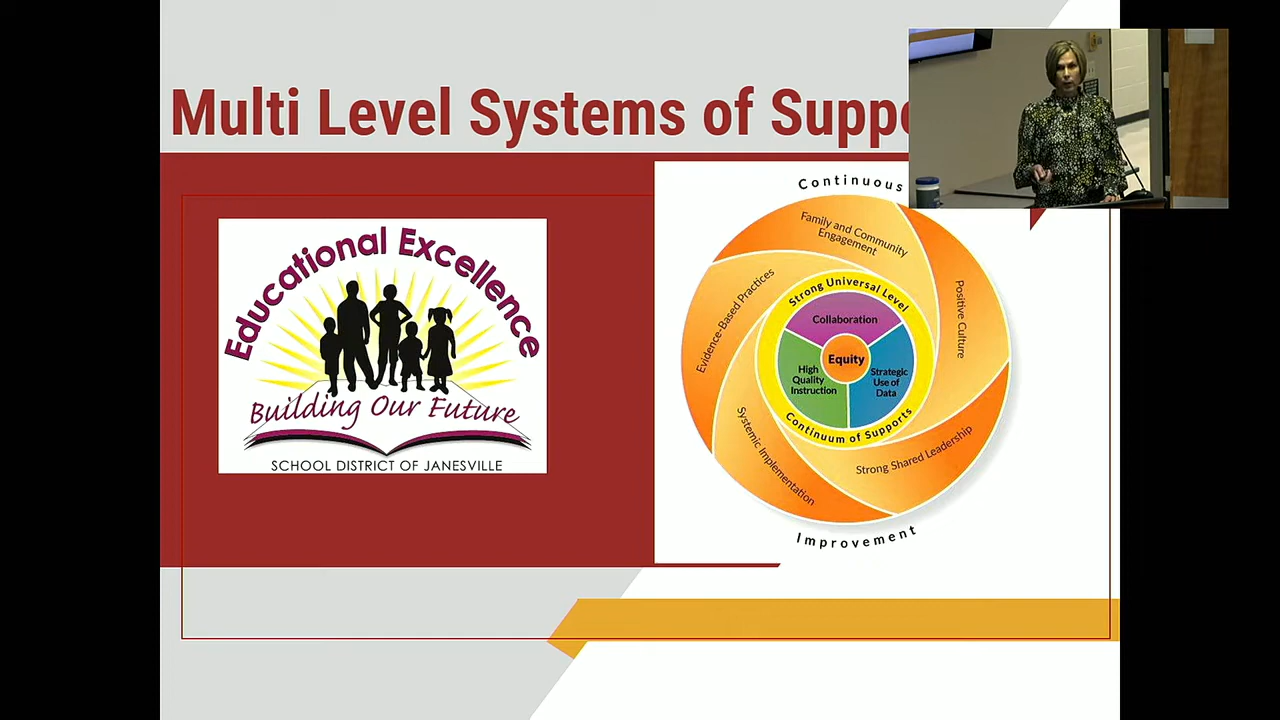 Multi Level Systems of Suppo
Educational Excellence
Building Our Future
SCHOOL DISTRICT OF JANESVILLE
Continuous
Family and Community
Engagement
Positive Culture
Evidence-Based Practices
Strong Universal Level
Collaboration
Equity
High
Quality
Instruction
Strategic
Use of
Data
Continuum of Supports
Strong Shared Leadership
Systemic Implementation
Improvement